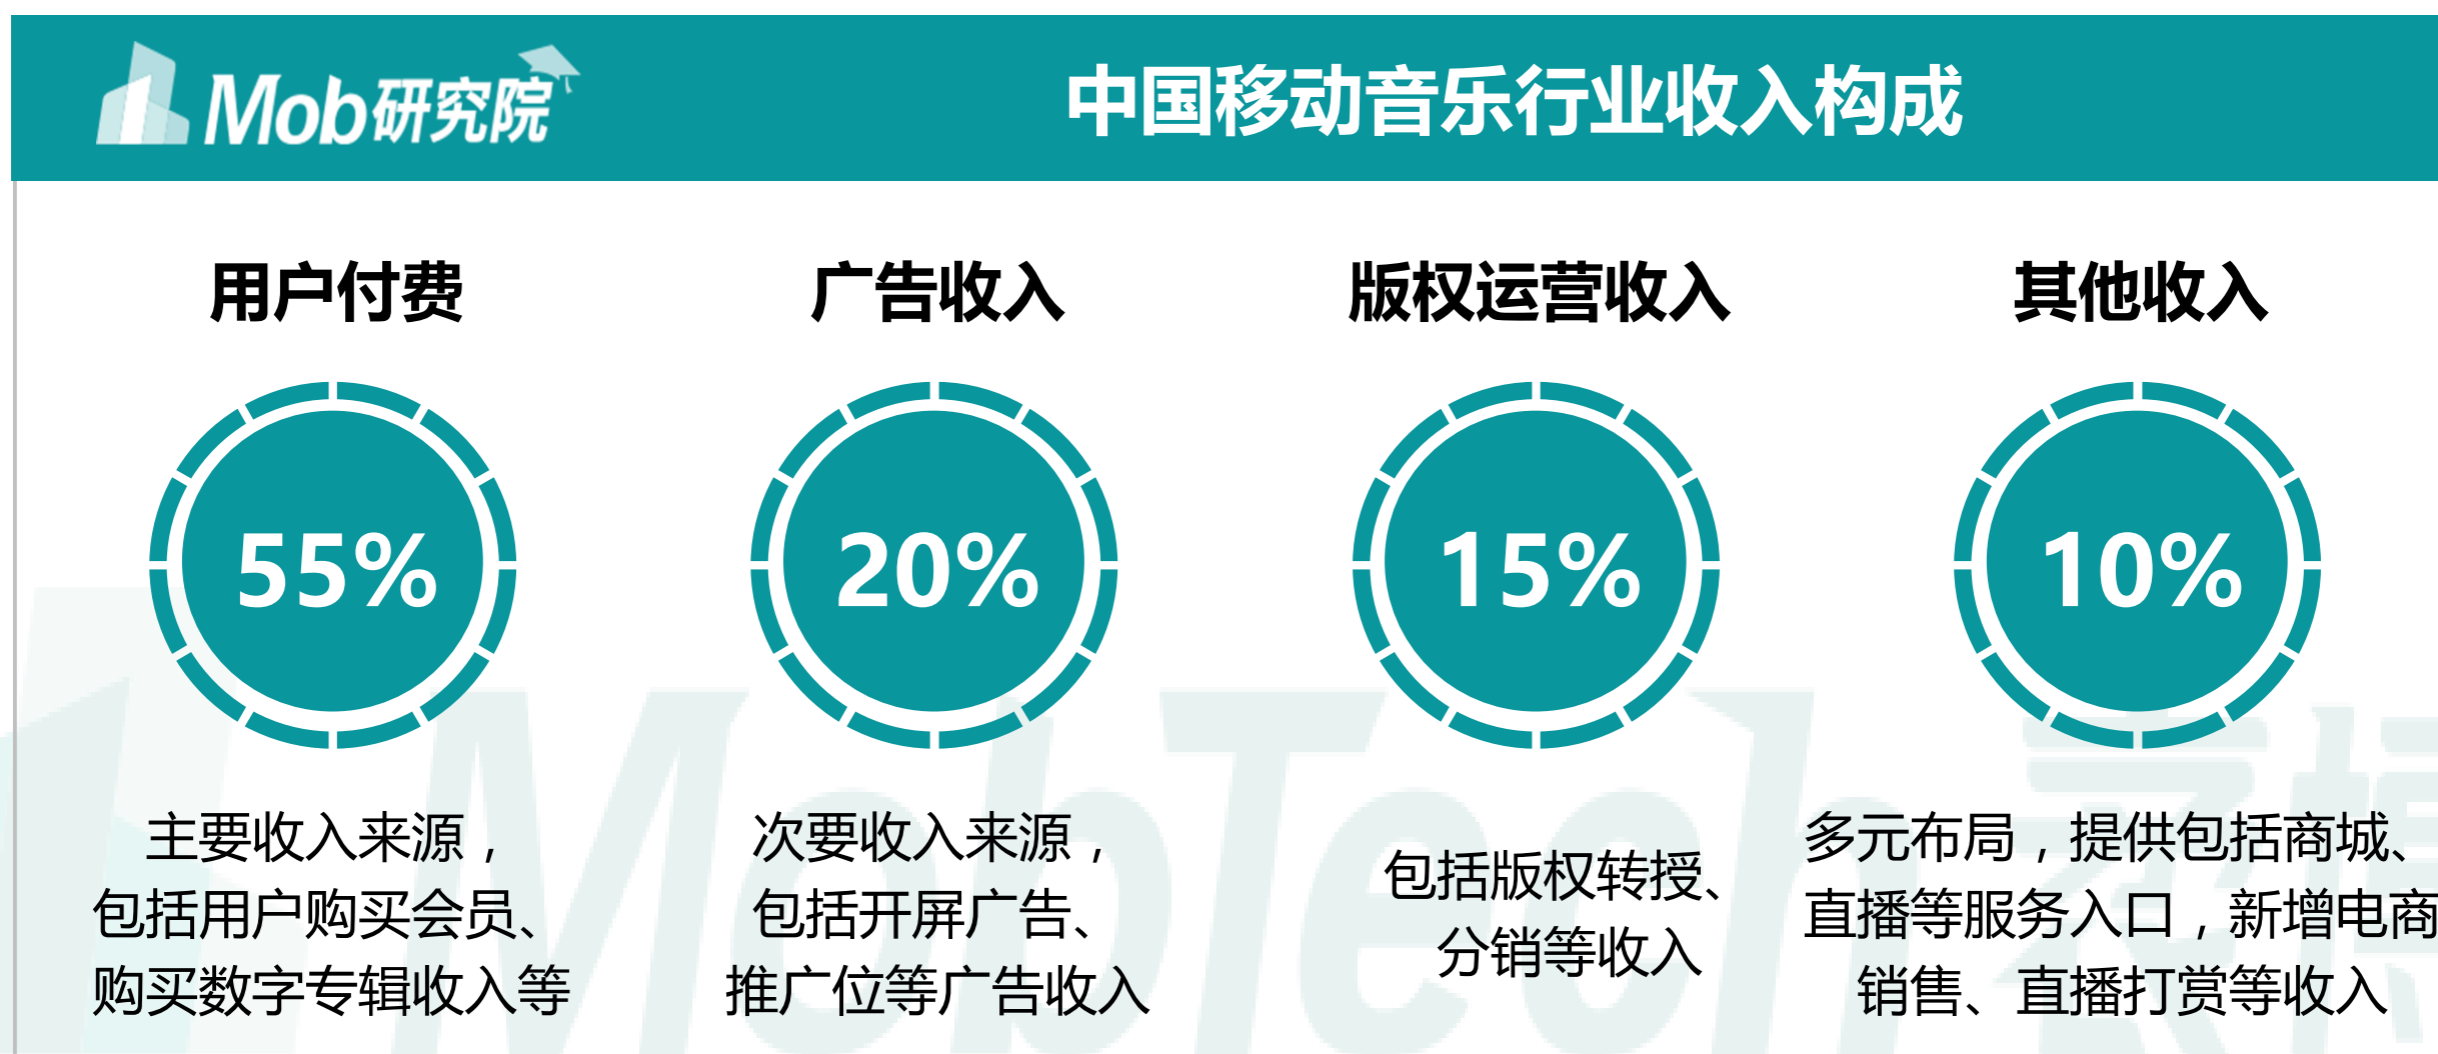 Mob研究院
中国移动音乐行业收入构成
用户付费
广告收入
版权运营收入
其他收入
55%
20%
15%
10%
主要收入来源，
包括用户购买会员、
购买数字专辑收入等
次要收入来源，
包括开屏广告、
推广位等广告收入
包括版权转授、
分销等收入
多元布局，提供包括商城、
直播等服务入口，新增电商
销售、直播打赏等收入
MobTech